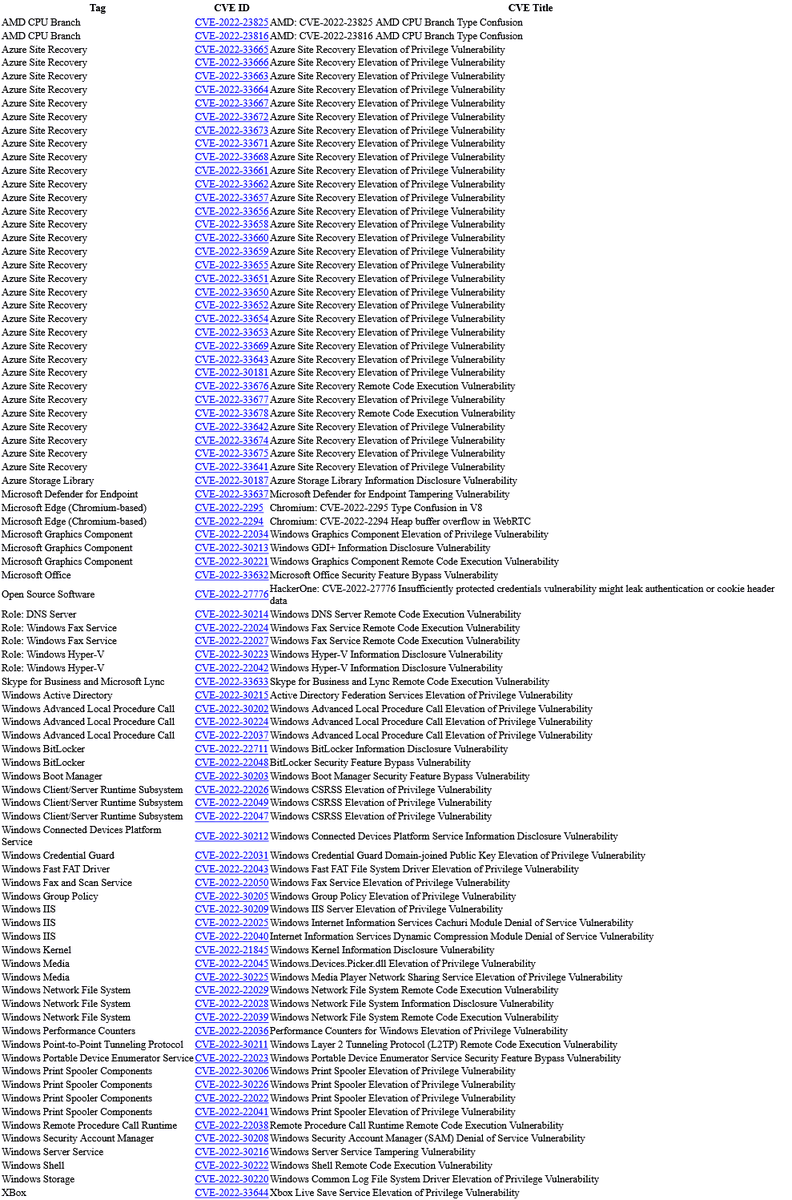 Tag CVE ID CVE Title
AMD CPU Branch CVE-2022-23825 AMD: CVE-2022-23825 AMD CPU Branch Type Confusion
AMD CPU Branch CVE-2022-23816 AMD: CVE-2022-23816 AMD CPU Branch Type Confusion
Azure Site Recovery CVE-2022-33665 Azure Site Recovery Elevation of Privilege Vulnerability
Azure Site Recovery CVE-2022-33666 Azure Site Recovery Elevation of Privilege Vulnerability
Azure Site Recovery CVE-2022-33663 Azure Site Recovery Elevation of Privilege Vulnerability
Azure Site Recovery CVE-2022-33664 Azure Site Recovery Elevation of Privilege Vulnerability
Azure Site Recovery CVE-2022-33667 Azure Site Recovery Elevation of Privilege Vulnerability
Azure Site Recovery CVE-2022-33672 Azure Site Recovery Elevation of Privilege Vulnerability
Azure Site Recovery CVE-2022-33673 Azure Site Recovery Elevation of Privilege Vulnerability
Azure Site Recovery CVE-2022-33671 Azure Site Recovery Elevation of Privilege Vulnerability
Azure Site Recovery CVE-2022-33668 Azure Site Recovery Elevation of Privilege Vulnerability
Azure Site Recovery CVE-2022-33661 Azure Site Recovery Elevation of Privilege Vulnerability
Azure Site Recovery CVE-2022-33662 Azure Site Recovery Elevation of Privilege Vulnerability
Azure Site Recovery CVE-2022-33657 Azure Site Recovery Elevation of Privilege Vulnerability
Azure Site Recovery CVE-2022-33656 Azure Site Recovery Elevation of Privilege Vulnerability
Azure Site Recovery CVE-2022-33658 Azure Site Recovery Elevation of Privilege Vulnerability
Azure Site Recovery CVE-2022-33660 Azure Site Recovery Elevation of Privilege Vulnerability
Azure Site Recovery CVE-2022-33659 Azure Site Recovery Elevation of Privilege Vulnerability
Azure Site Recovery CVE-2022-33655 Azure Site Recovery Elevation of Privilege Vulnerability
Azure Site Recovery CVE-2022-33651 Azure Site Recovery Elevation of Privilege Vulnerability
Azure Site Recovery CVE-2022-33650 Azure Site Recovery Elevation of Privilege Vulnerability
Azure Site Recovery CVE-2022-33652 Azure Site Recovery Elevation of Privilege Vulnerability
Azure Site Recovery CVE-2022-33654 Azure Site Recovery Elevation of Privilege Vulnerability
Azure Site Recovery CVE-2022-33653 Azure Site Recovery Elevation of Privilege Vulnerability
Azure Site Recovery CVE-2022-33669 Azure Site Recovery Elevation of Privilege Vulnerability
Azure Site Recovery CVE-2022-33643 Azure Site Recovery Elevation of Privilege Vulnerability
Azure Site Recovery CVE-2022-30181 Azure Site Recovery Elevation of Privilege Vulnerability
Azure Site Recovery CVE-2022-33676 Azure Site Recovery Remote Code Execution Vulnerability
Azure Site Recovery CVE-2022-33677 Azure Site Recovery Elevation of Privilege Vulnerability
Azure Site Recovery CVE-2022-33678 Azure Site Recovery Remote Code Execution Vulnerability
Azure Site Recovery CVE-2022-33642 Azure Site Recovery Elevation of Privilege Vulnerability
Azure Site Recovery CVE-2022-33674 Azure Site Recovery Elevation of Privilege Vulnerability
Azure Site Recovery CVE-2022-33675 Azure Site Recovery Elevation of Privilege Vulnerability
Azure Site Recovery CVE-2022-33641 Azure Site Recovery Elevation of Privilege Vulnerability
Azure Storage Library CVE-2022-30187 Azure Storage Library Information Disclosure Vulnerability
Microsoft Defender for Endpoint CVE-2022-33637 Microsoft Defender for Endpoint Tampering Vulnerability
Microsoft Edge (Chromium-based) CVE-2022-2295 Chromium: CVE-2022-2295 Type Confusion in V8
Microsoft Edge (Chromium-based) CVE-2022-2294 Chromium: CVE-2022-2294 Heap buffer overflow in WebRTC
Microsoft Graphics Component CVE-2022-22034 Windows Graphics Component Elevation of Privilege Vulnerability
Microsoft Graphics Component CVE-2022-30213 Windows GDI+ Information Disclosure Vulnerability
Microsoft Graphics Component CVE-2022-30221 Windows Graphics Component Remote Code Execution Vulnerability
Microsoft Office CVE-2022-33632 Microsoft Office Security Feature Bypass Vulnerability
Open Source Software CVE-2022-27776 HackerOne: CVE-2022-27776 Insufficiently protected credentials vulnerability might leak authentication or cookie header
data
Role: DNS Server CVE-2022-30214 Windows DNS Server Remote Code Execution Vulnerability
Role: Windows Fax Service CVE-2022-22024 Windows Fax Service Remote Code Execution Vulnerability
Role: Windows Fax Service CVE-2022-22027 Windows Fax Service Remote Code Execution Vulnerability
Role: Windows Hyper-V CVE-2022-30223 Windows Hyper-V Information Disclosure Vulnerability
Role: Windows Hyper-V CVE-2022-22042 Windows Hyper-V Information Disclosure Vulnerability
Skype for Business and Microsoft Lync CVE-2022-33633 Skype for Business and Lync Remote Code Execution Vulnerability
Windows Active Directory CVE-2022-30215 Active Directory Federation Services Elevation of Privilege Vulnerability
Windows Advanced Local Procedure Call CVE-2022-30202 Windows Advanced Local Procedure Call Elevation of Privilege Vulnerability
Windows Advanced Local Procedure Call CVE-2022-30224 Windows Advanced Local Procedure Call Elevation of Privilege Vulnerability
Windows Advanced Local Procedure Call CVE-2022-22037 Windows Advanced Local Procedure Call Elevation of Privilege Vulnerability
Windows BitLocker CVE-2022-22711 Windows BitLocker Information Disclosure Vulnerability
Windows BitLocker CVE-2022-22048 BitLocker Security Feature Bypass Vulnerability
Windows Boot Manager CVE-2022-30203 Windows Boot Manager Security Feature Bypass Vulnerability
Windows Client/Server Runtime Subsystem CVE-2022-22026 Windows CSRSS Elevation of Privilege Vulnerability
Windows Client/Server Runtime Subsystem CVE-2022-22049 Windows CSRSS Elevation of Privilege Vulnerability
Windows Client/Server Runtime Subsystem CVE-2022-22047 Windows CSRSS Elevation of Privilege Vulnerability
Windows Connected Devices Platform
Service CVE-2022-30212 Windows Connected Devices Platform Service Information Disclosure Vulnerability
Windows Credential Guard CVE-2022-22031 Windows Credential Guard Domain-joined Public Key Elevation of Privilege Vulnerability
Windows Fast FAT Driver CVE-2022-22043 Windows Fast FAT File System Driver Elevation of Privilege Vulnerability
Windows Fax and Scan Service CVE-2022-22050 Windows Fax Service Elevation of Privilege Vulnerability
Windows Group Policy CVE-2022-30205 Windows Group Policy Elevation of Privilege Vulnerability
Windows IIS CVE-2022-30209 Windows IIS Server Elevation of Privilege Vulnerability
Windows IIS CVE-2022-22025 Windows Internet Information Services Cachuri Module Denial of Service Vulnerability
Windows IIS CVE-2022-22040 Internet Information Services Dynamic Compression Module Denial of Service Vulnerability
Windows Kernel CVE-2022-21845 Windows Kernel Information Disclosure Vulnerability
Windows Media CVE-2022-22045 Windows.Devices.Picker.dll Elevation of Privilege Vulnerability
Windows Media CVE-2022-30225 Windows Media Player Network Sharing Service Elevation of Privilege Vulnerability
Windows Network File System CVE-2022-22029 Windows Network File System Remote Code Execution Vulnerability
Windows Network File System CVE-2022-22028 Windows Network File System Information Disclosure Vulnerability
Windows Network File System CVE-2022-22039 Windows Network File System Remote Code Execution Vulnerability
Windows Performance Counters CVE-2022-22036 Performance Counters for Windows Elevation of Privilege Vulnerability
Windows Point-to-Point Tunneling Protocol CVE-2022-30211 Windows Layer 2 Tunneling Protocol (L2TP) Remote Code Execution Vulnerability
Windows Portable Device Enumerator Service CVE-2022-22023 Windows Portable Device Enumerator Service Security Feature Bypass Vulnerability
Windows Print Spooler Components CVE-2022-30206 Windows Print Spooler Elevation of Privilege Vulnerability
Windows Print Spooler Components CVE-2022-30226 Windows Print Spooler Elevation of Privilege Vulnerability
Windows Print Spooler Components CVE-2022-22022 Windows Print Spooler Elevation of Privilege Vulnerability
Windows Print Spooler Components CVE-2022-22041 Windows Print Spooler Elevation of Privilege Vulnerability
Windows Remote Procedure Call Runtime CVE-2022-22038 Remote Procedure Call Runtime Remote Code Execution Vulnerability
Windows Security Account Manager CVE-2022-30208 Windows Security Account Manager (SAM) Denial of Service Vulnerability
Windows Server Service CVE-2022-30216 Windows Server Service Tampering Vulnerability
Windows Shell CVE-2022-30222 Windows Shell Remote Code Execution Vulnerability
Windows Storage CVE-2022-30220 Windows Common Log File System Driver Elevation of Privilege Vulnerability
XBox CVE-2022-33644 Xbox Live Save Service Elevation of Privilege Vulnerability